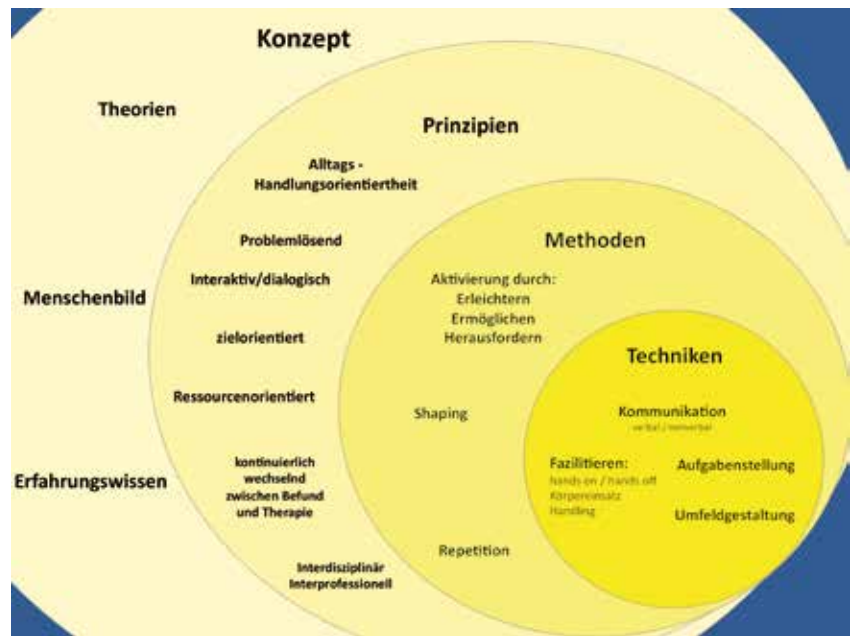 Konzept
Theorien
Menschenbild
Erfahrungswissen
Prinzipien
Alltags -
Handlungsorientiertheit
Problemlösend
Interaktiv/dialogisch
zielorientiert
Ressourcenorientiert
kontinuierlich
wechselnd
zwischen Befund
und Therapie
Interdisziplinär
Interprofessionell
Methoden
Aktivierung durch:
Erleichtern
Ermöglichen
Herausfordern
Shaping
Repetition
Techniken
Kommunikation
verbal / nonverbal
Fazilitieren:
hands on / hands off
Körpereinsatz
Handling
Aufgabenstellung
Umfeldgestaltung